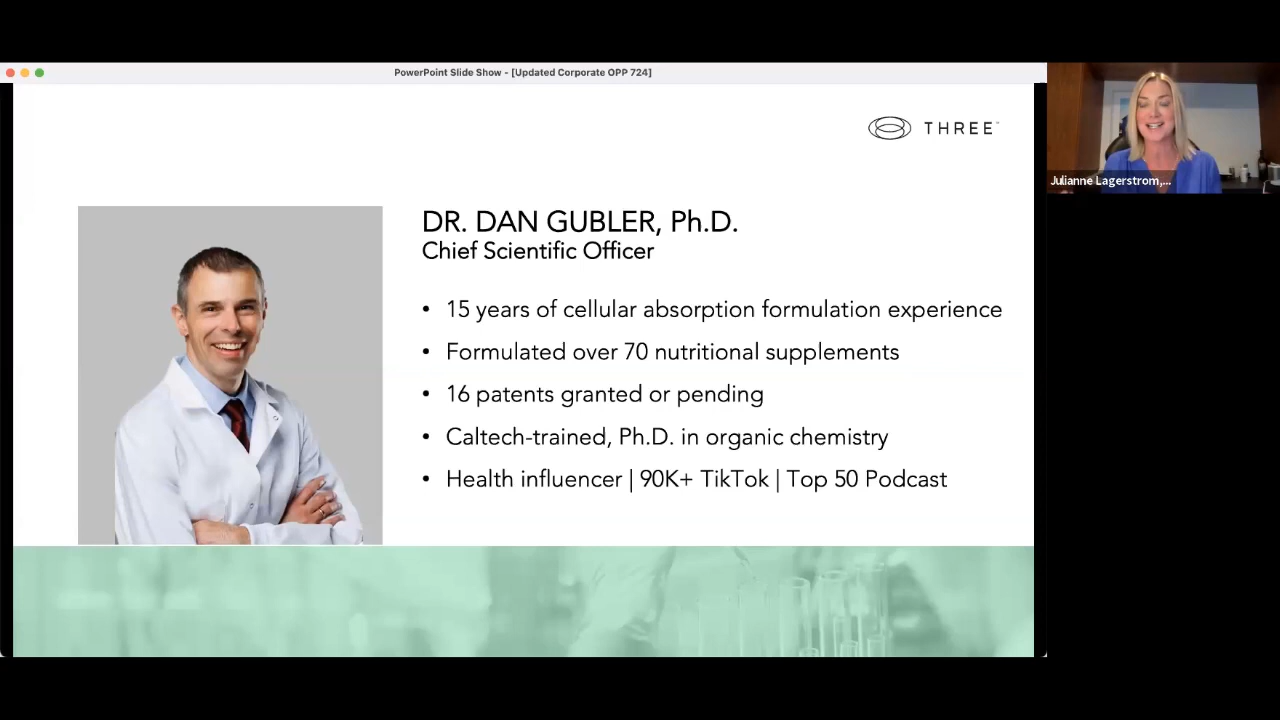 PowerPoint Slide Show - [Updated Corporate OPP 724]
THREE™
Julianne Lagerstrom,...
DR. DAN GUBLER, Ph.D.
Chief Scientific Officer
• 15 years of cellular absorption formulation experience
• Formulated over 70 nutritional supplements
• 16 patents granted or pending
• Caltech-trained, Ph.D. in organic chemistry
• Health influencer | 90K+ TikTok | Top 50 Podcast